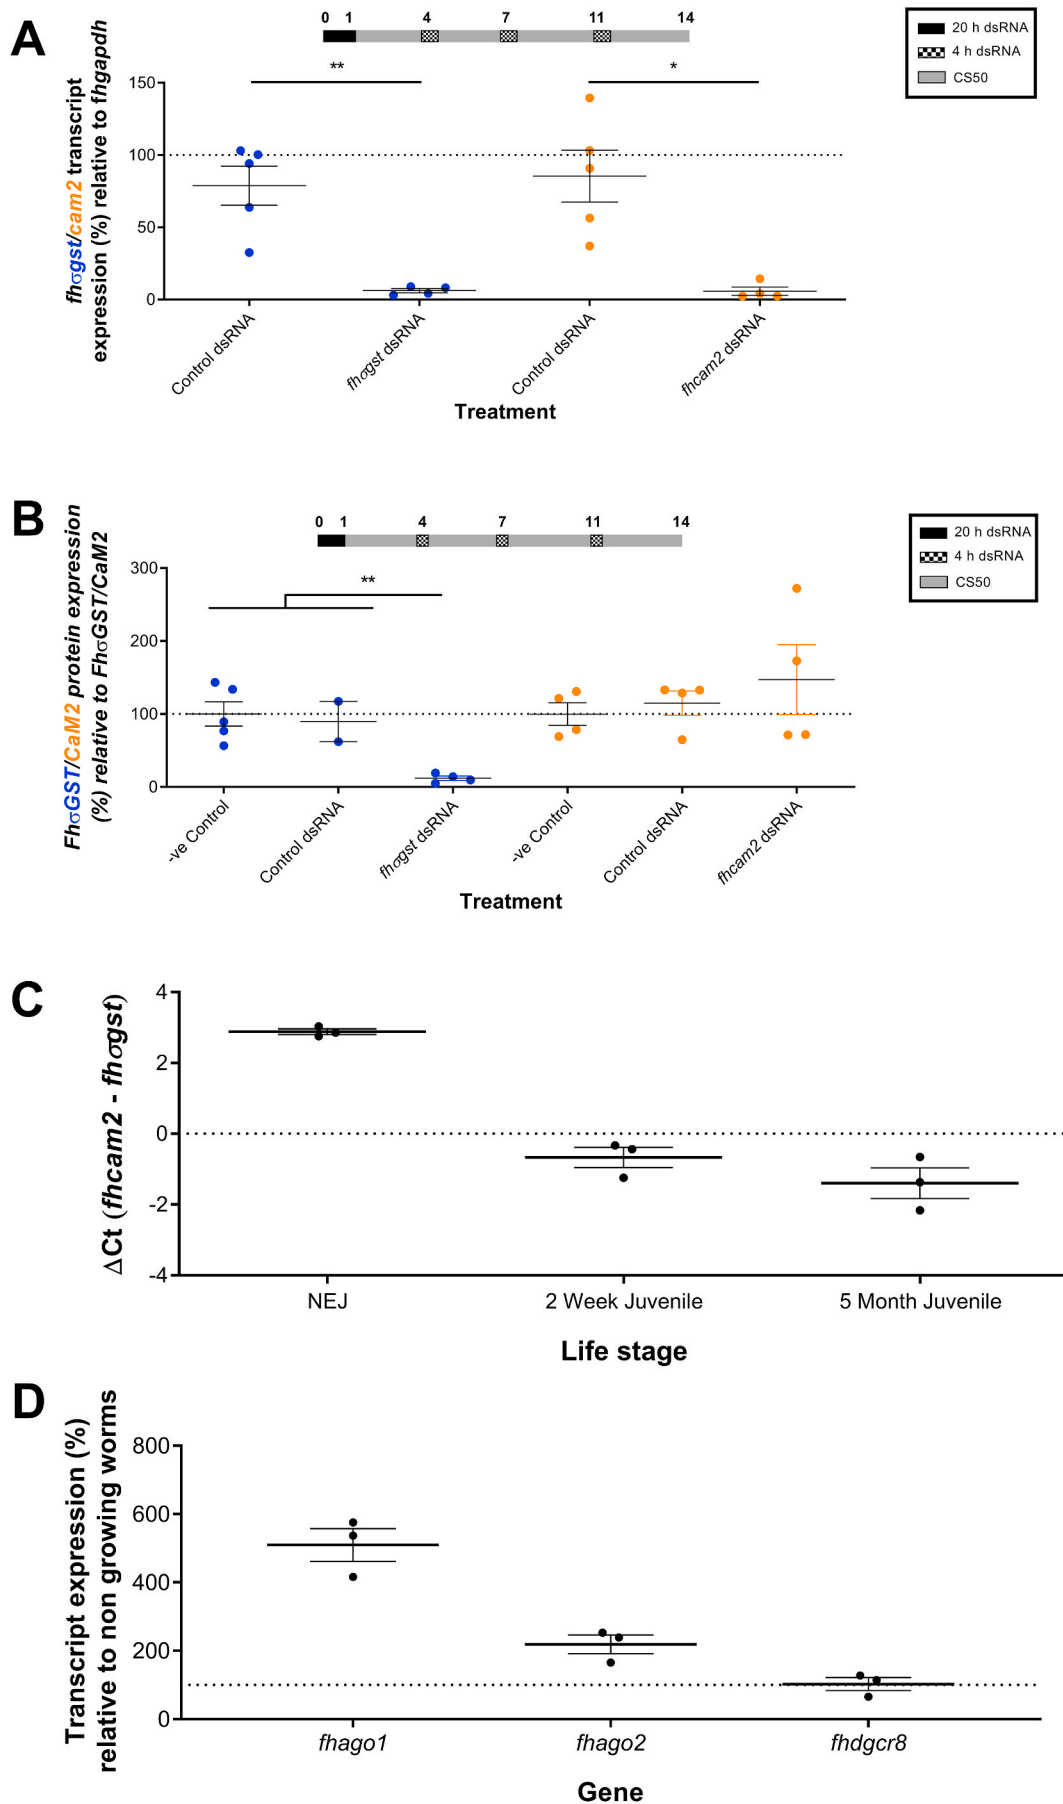 A
0 1 4 7 11 14
20 h dsRNA
4 h dsRNA
CS50
fhσgst/cam2 transcript
expression (%) relative to fhgapdh
** *
150
100
50
0
Control dsRNA
fhσgst dsRNA
Control dsRNA
fhcam2 dsRNA
Treatment
B
0 1 4 7 11 14
20 h dsRNA
4 h dsRNA
CS50
FhσGST/CaM2 protein expression
(%) relative to FhσGST/CaM2
**
300
200
100
0
-ve Control
Control dsRNA
fhσgst dsRNA
-ve Control
Control dsRNA
fhcam2 dsRNA
Treatment
C
ΔCt (fhcam2 - fhσgst)
4
2
0
-2
-4
NEJ 2 Week Juvenile 5 Month Juvenile
Life stage
D
Transcript expression (%)
relative to non growing worms
800
600
400
200
0
fhago1 fhago2 fhdgcr8
Gene